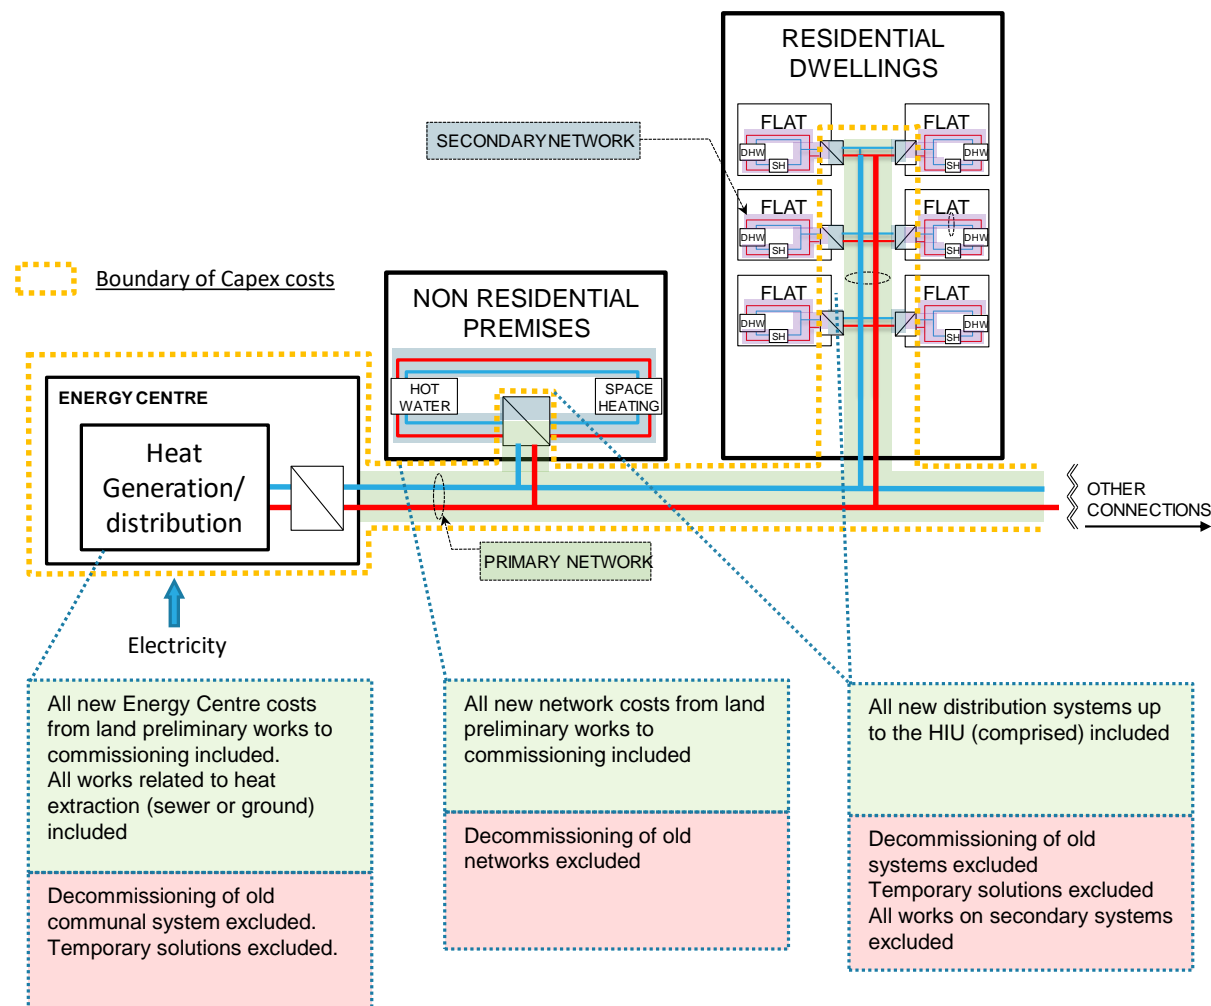 RESIDENTIAL
DWELLINGS
FLAT
DHW
SH
FLAT
DHW
SH
FLAT
DHW
SH
FLAT
DHW
SH
FLAT
DHW
SH
FLAT
DHW
SH
SECONDARY NETWORK
Boundary of Capex costs
NON RESIDENTIAL
PREMISES
HOT
WATER
SPACE
HEATING
ENERGY CENTRE
Heat
Generation/
distribution
OTHER
CONNECTIONS
PRIMARY NETWORK
Electricity
All new Energy Centre costs
from land preliminary works to
commissioning included.
All works related to heat
extraction (sewer or ground)
included
Decommissioning of old
communal system excluded.
Temporary solutions excluded.
All new network costs from land
preliminary works to
commissioning included
Decommissioning of old
networks excluded
All new distribution systems up
to the HIU (comprised) included
Decommissioning of old
systems excluded
Temporary solutions excluded
All works on secondary systems
excluded